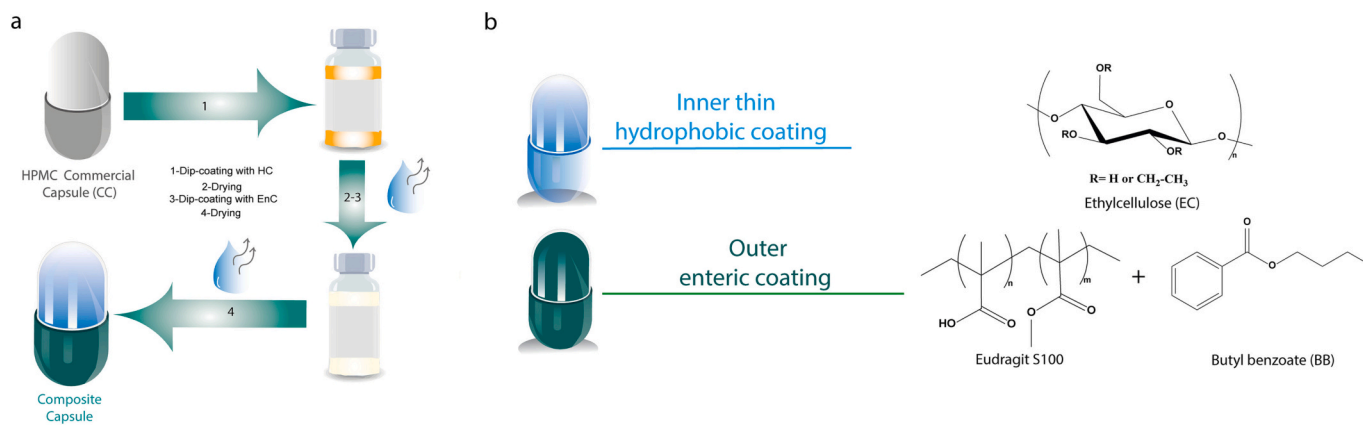 a
1
HPMC Commercial
Capsule (CC)
1-Dip-coating with HC
2-Drying
3-Dip-coating with EnC
4-Drying
2-3
4
Composite
Capsule
b
Inner thin
hydrophobic coating
OR
O
O
RO
OR
O
n
R= H or CH₂-CH₃
Ethylcellulose (EC)
Outer
enteric coating
n
m
HO
O
O
O
Eudragit S100
+
O
O
Butyl benzoate (BB)